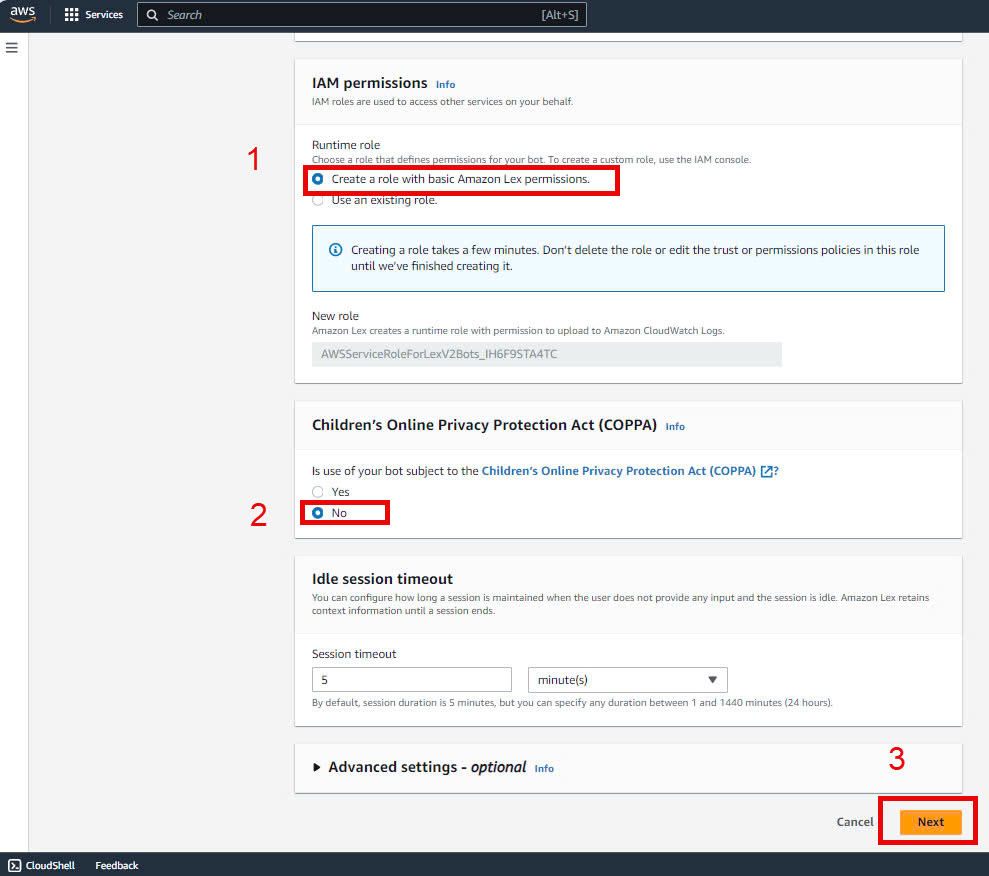 aws
Services
Search
[Alt+S]
IAM permissions Info
IAM roles are used to access other services on your behalf.
Runtime role
Choose a role that defines permissions for your bot. To create a custom role, use the IAM console.
1
Create a role with basic Amazon Lex permissions.
Use an existing role.
Creating a role takes a few minutes. Don't delete the role or edit the trust or permissions policies in this role
until we've finished creating it.
New role
Amazon Lex creates a runtime role with permission to upload to Amazon CloudWatch Logs.
AWSServiceRoleForLexV2Bots_IH6F9STA4TC
Children's Online Privacy Protection Act (COPPA) Info
Is use of your bot subject to the Children's Online Privacy Protection Act (COPPA) ?
Yes
2
No
Idle session timeout
You can configure how long a session is maintained when the user does not provide any input and the session is idle. Amazon Lex retains
context information until a session ends.
Session timeout
5
minute(s)
By default, session duration is 5 minutes, but you can specify any duration between 1 and 1440 minutes (24 hours).
3
Advanced settings - optional Info
Cancel
Next
CloudShell
Feedback